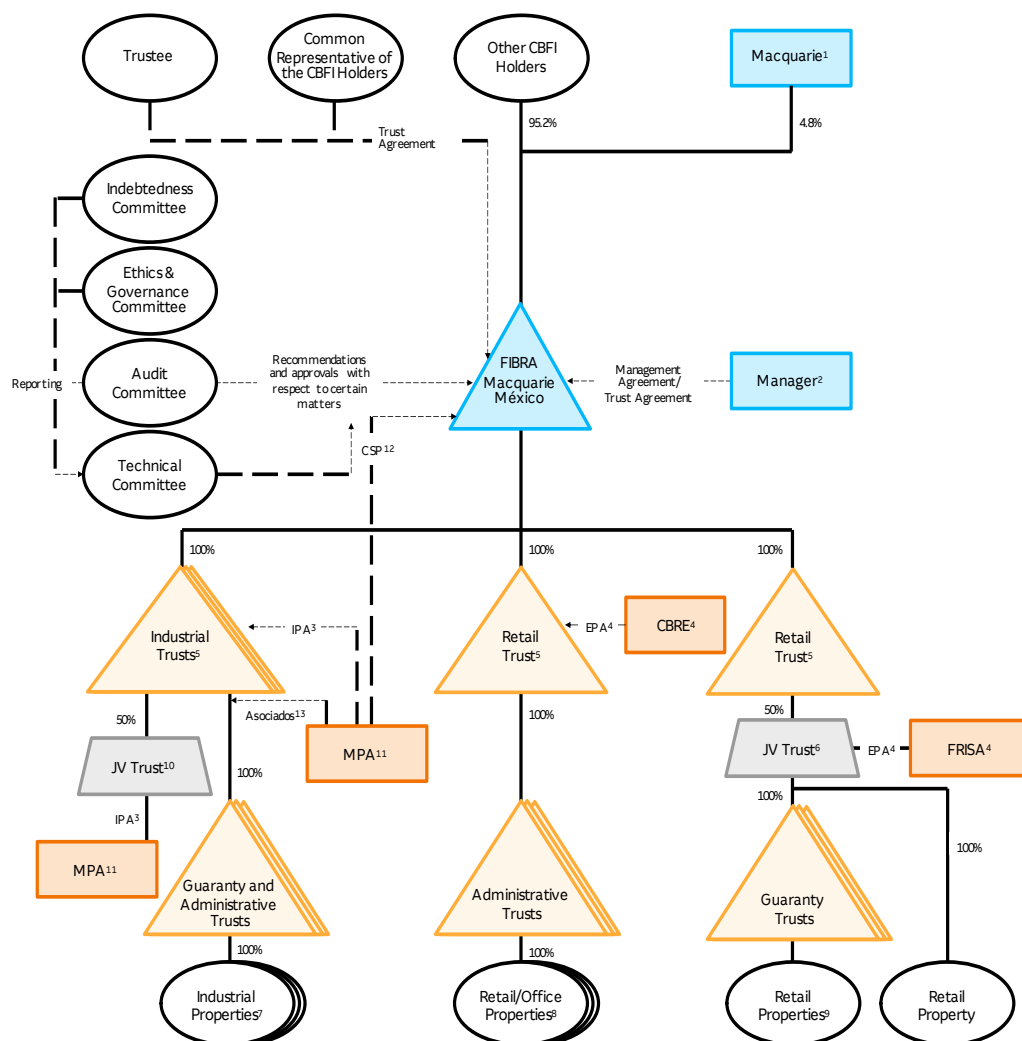 Trustee
Common
Representative of
the CBFI Holders
Other CBFI
Holders
Macquarie¹
95.2%
4.8%
Trust
Agreement
Indebtedness
Committee
Ethics &
Governance
Committee
Reporting
Audit
Committee
Recommendations
and approvals with
respect to certain
matters
FIBRA
Macquarie
México
Management
Agreement/
Trust Agreement
Manager²
CSP¹²
Technical
Committee
100%
100%
100%
Industrial
Trusts⁵
IPA³
Retail
Trust⁵
EPA⁴
CBRE⁴
Retail
Trust⁵
50%
Asociados¹³
MPA¹¹
100%
50%
JV Trust¹⁰
100%
JV Trust⁶
EPA⁴
FRISA⁴
IPA³
100%
100%
MPA¹¹
Guaranty and
Administrative
Trusts
Administrative
Trusts
Guaranty
Trusts
100%
100%
Industrial
Properties⁷
Retail/Office
Properties⁸
Retail
Properties⁹
Retail
Property